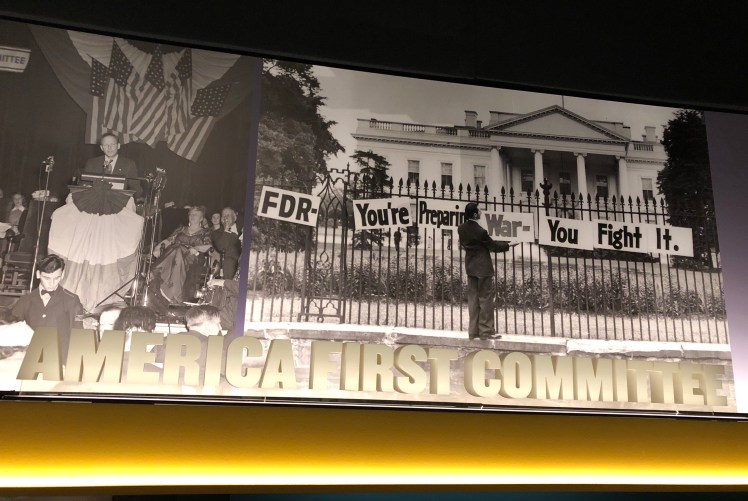 MITTEE
FDR- You're Preparing War- You Fight It.
AMERICA FIRST COMMITTEE